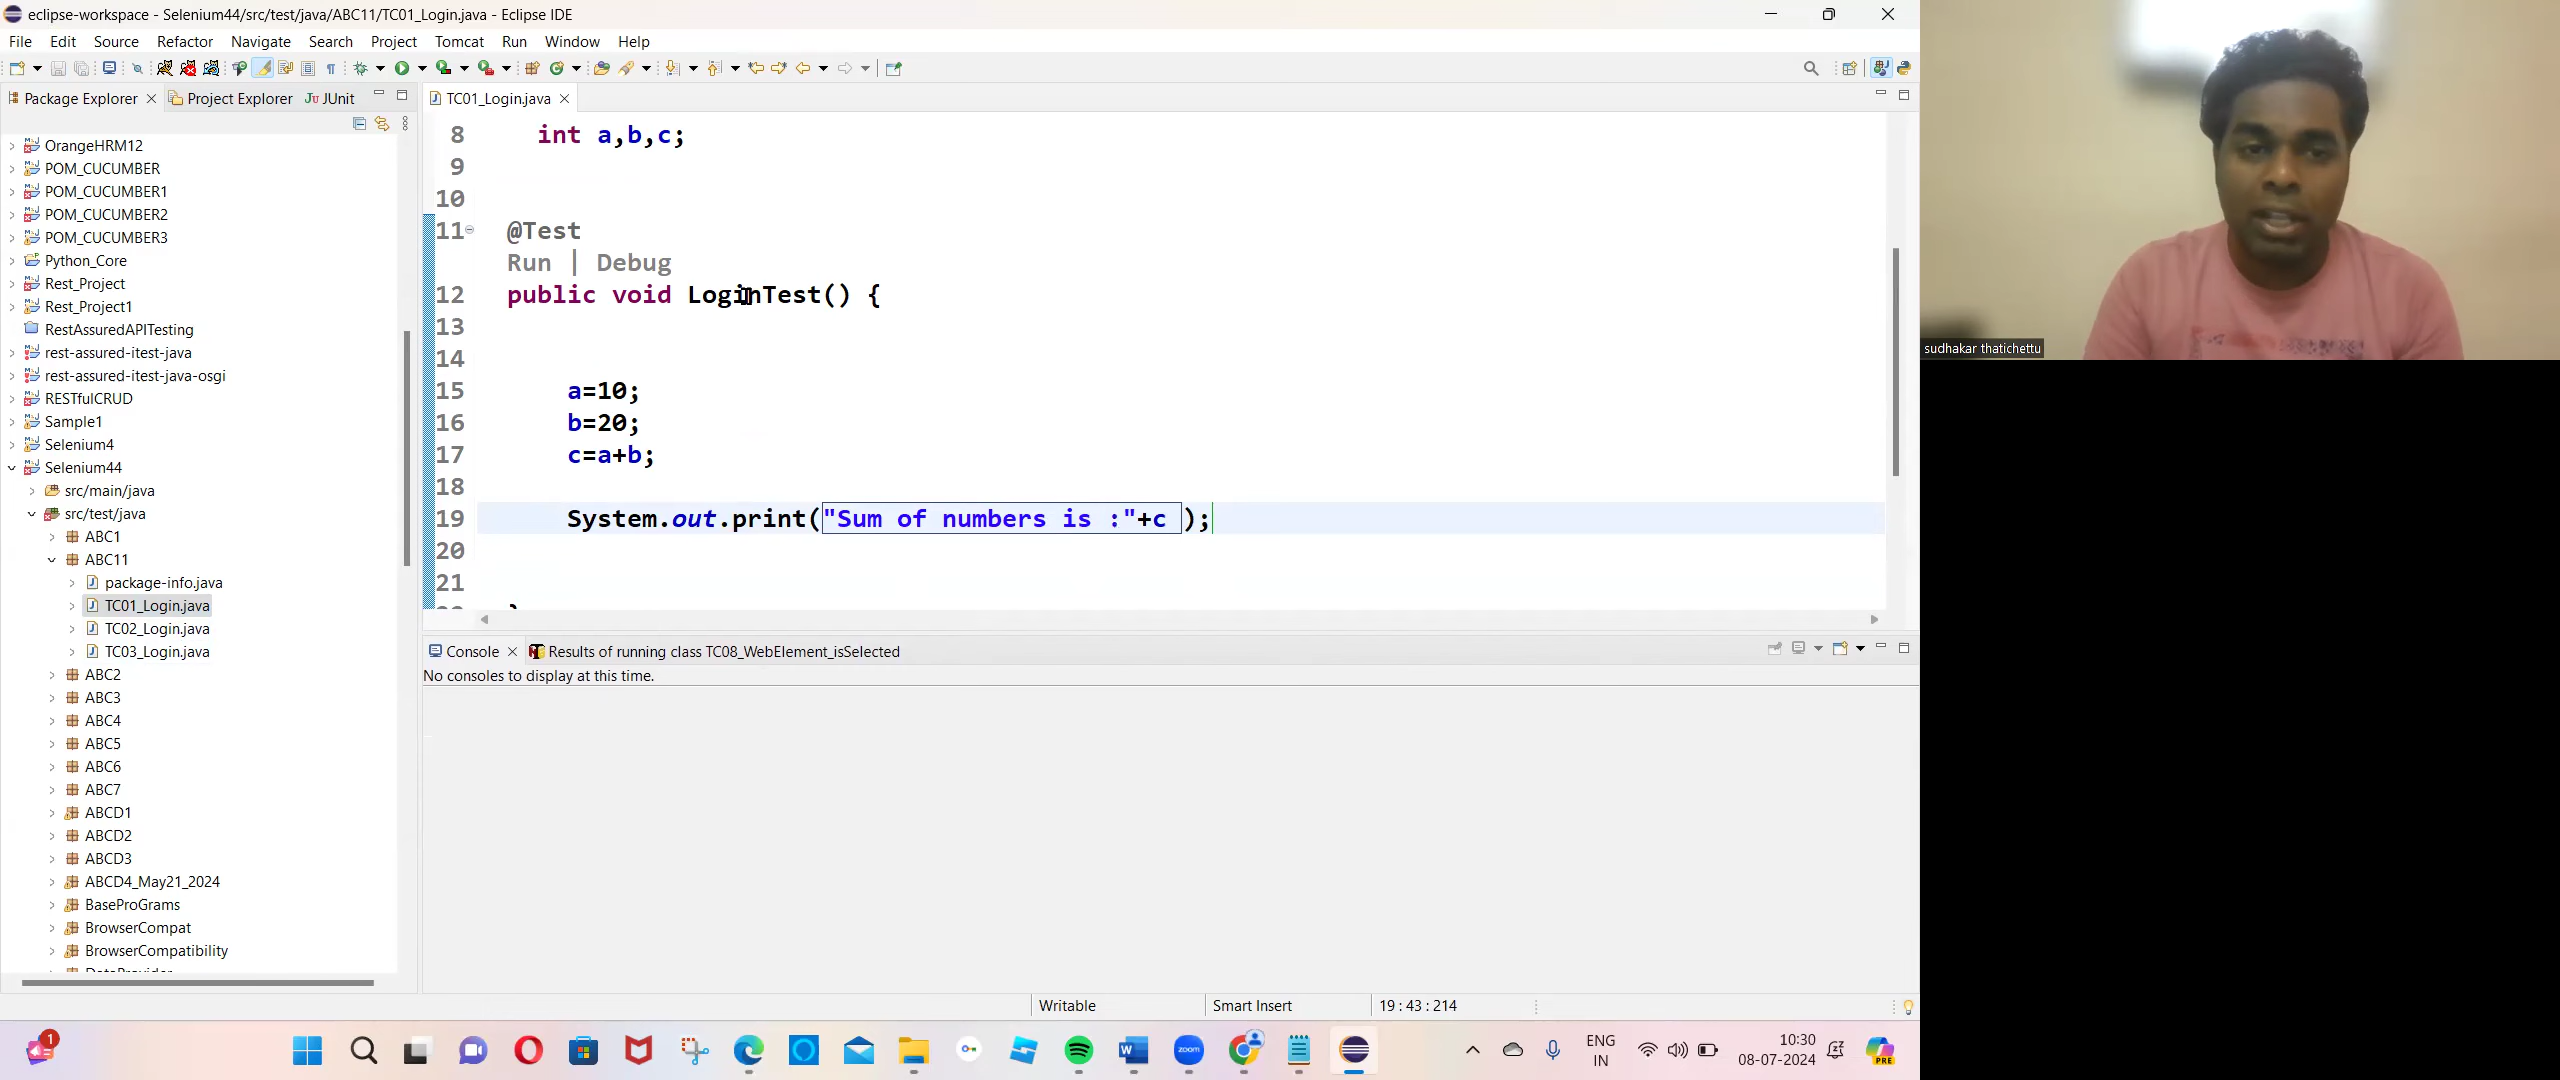 eclipse-workspace - Selenium44/src/test/java/ABC11/TC01_Login.java - Eclipse IDE
File Edit Source Refactor Navigate Search Project Tomcat Run Window Help
Package Explorer Project Explorer JUnit
TC01_Login.java
OrangeHRM12
POM_CUCUMBER
POM_CUCUMBER1
POM_CUCUMBER2
POM_CUCUMBER3
Python_Core
Rest_Project
Rest_Project1
RestAssuredAPITesting
rest-assured-itest-java
rest-assured-itest-java-osgi
RESTfulCRUD
Sample1
Selenium4
Selenium44
src/main/java
src/test/java
ABC1
ABC11
package-info.java
TC01_Login.java
TC02_Login.java
TC03_Login.java
ABC2
ABC3
ABC4
ABC5
ABC6
ABC7
ABCD1
ABCD2
ABCD3
ABCD4_May21_2024
BaseProGrams
BrowserCompat
BrowserCompatibility
8 int a,b,c;
9
10
11 @Test
Run | Debug
12 public void LoginTest() {
13
14
15 a=10;
16 b=20;
17 c=a+b;
18
19 System.out.print("Sum of numbers is :"+c );
20
21
Console Results of running class TC08_WebElement_isSelected
No consoles to display at this time.
Writable Smart Insert 19 : 43 : 214
sudhakar thatichettu
1
zoom
ENG
IN
10:30
08-07-2024
PRE